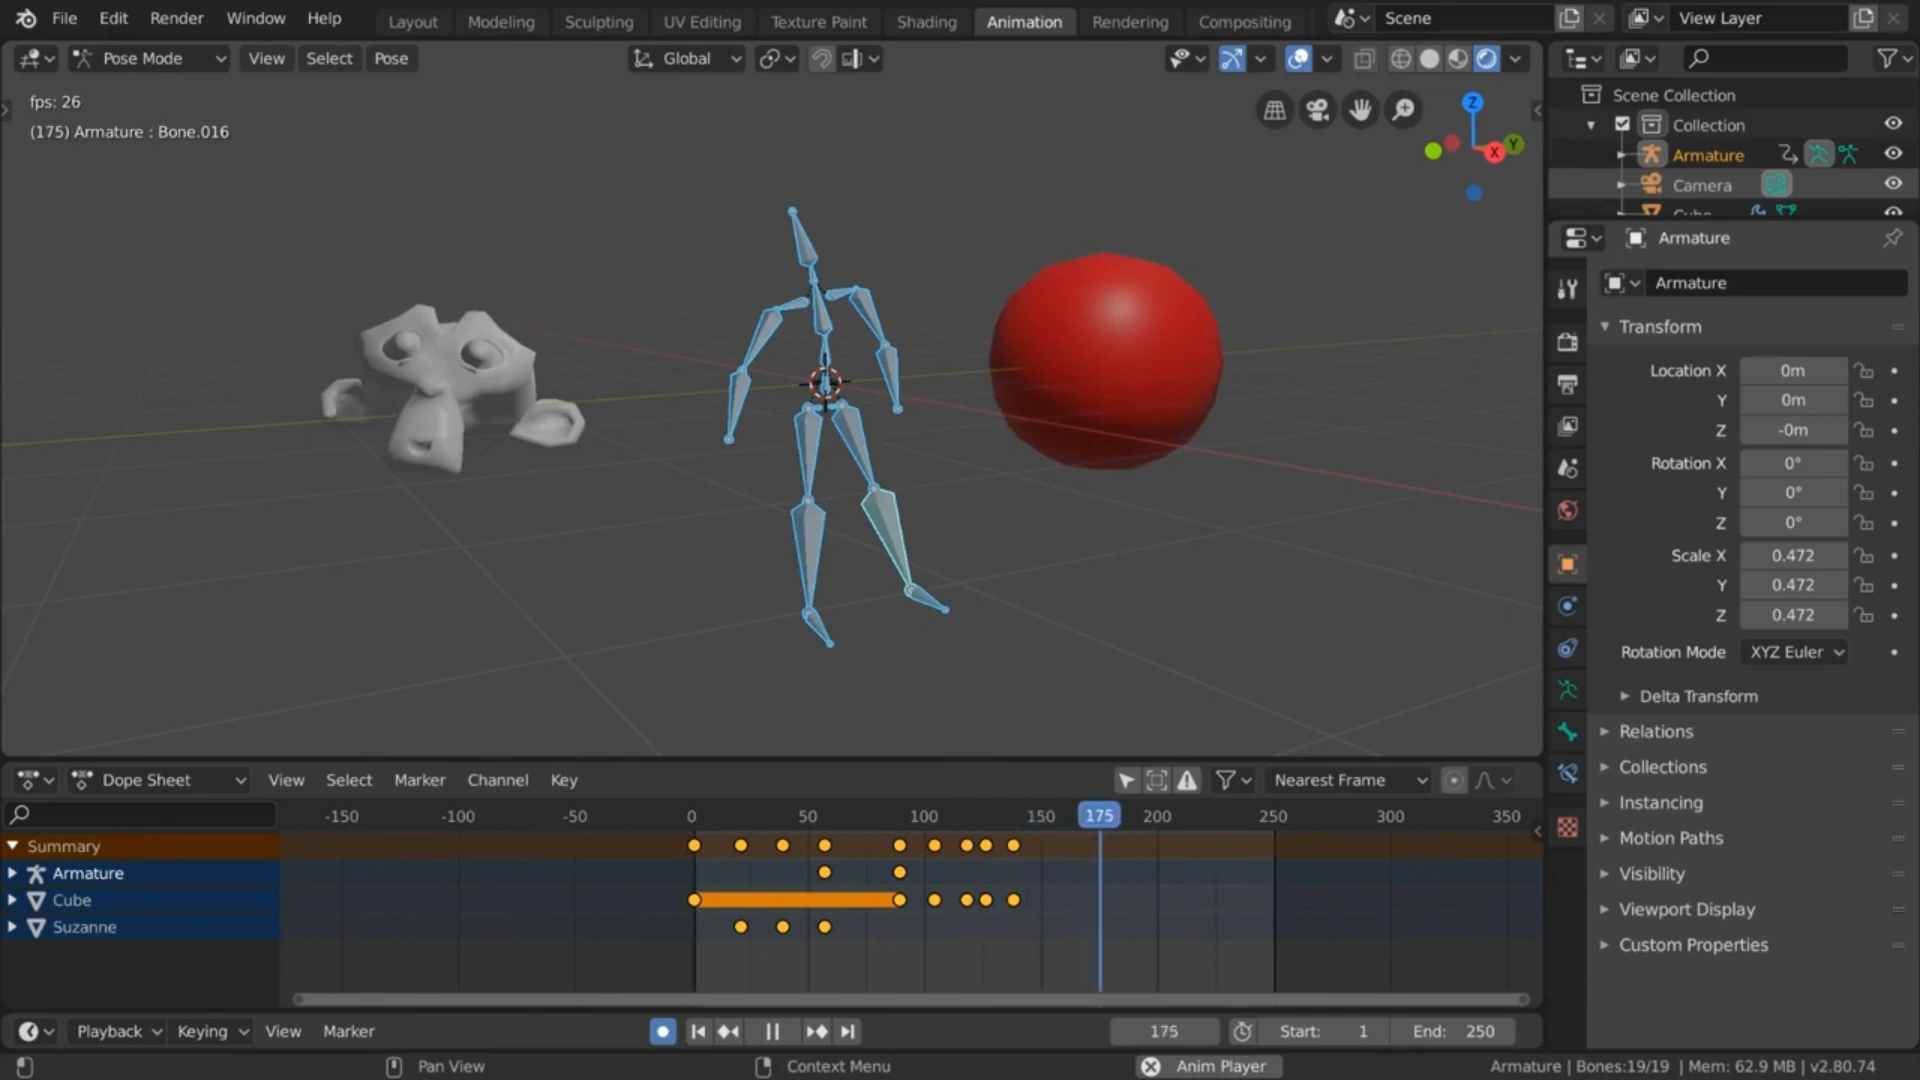 File Edit Render Window Help Layout Modeling Sculpting UV Editing Texture Paint Shading Animation Rendering Compositing Scene View Layer
Pose Mode View Select Pose Global
fps: 26
(175) Armature : Bone.016
Z
Y
X
Scene Collection
Collection
Armature
Camera
Cube
Armature
Armature
Transform
Location X 0m
Y 0m
Z -0m
Rotation X 0°
Y 0°
Z 0°
Scale X 0.472
Y 0.472
Z 0.472
Rotation Mode XYZ Euler
Delta Transform
Relations
Collections
Instancing
Motion Paths
Visibility
Viewport Display
Custom Properties
Dope Sheet View Select Marker Channel Key Nearest Frame
-150 -100 -50 0 50 100 150 175 200 250 300 350
Summary
Armature
Cube
Suzanne
Playback Keying View Marker 175 Start: 1 End: 250
Pan View Context Menu Anim Player Armature | Bones:19/19 | Mem: 62.9 MB | v2.80.74